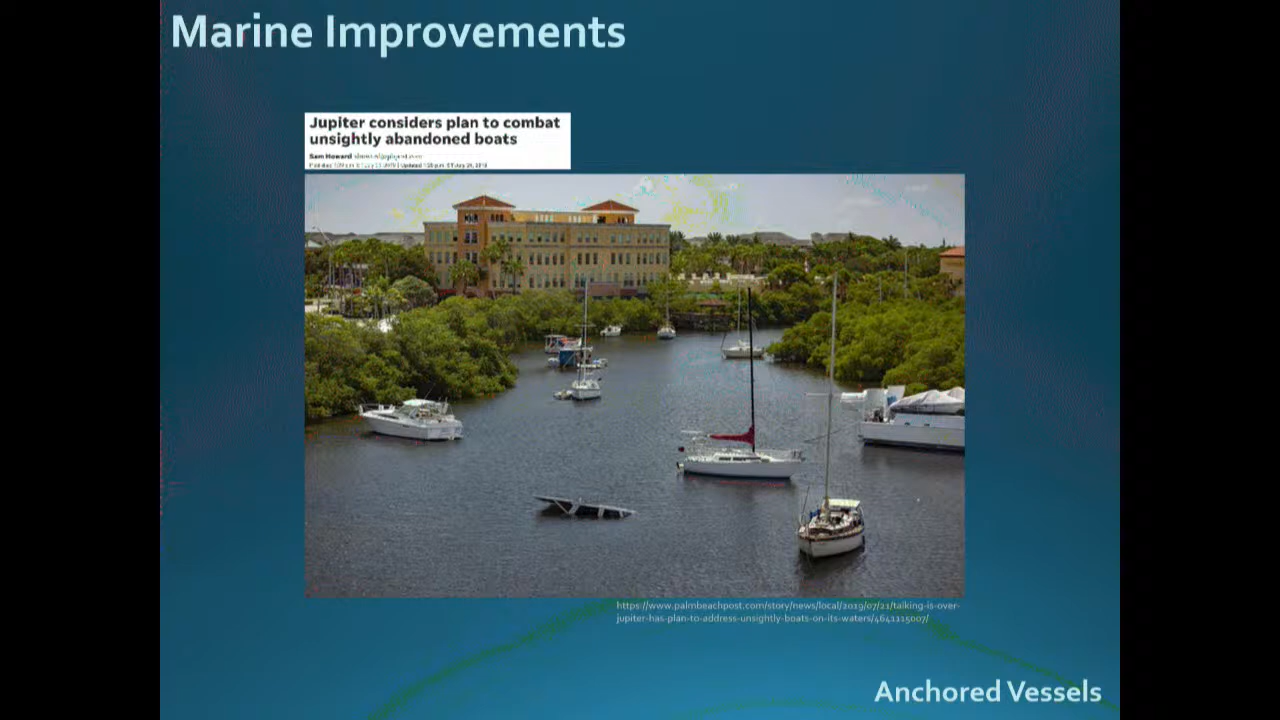 Marine Improvements
Jupiter considers plan to combat
unsightly abandoned boats
Sam Howard
https://www.palmbeachpost.com/story/news/local/2019/07/21/talking-is-over-
jupiter-has-plan-to-address-unsightly-boats-on-its-waters/4641115007/
Anchored Vessels